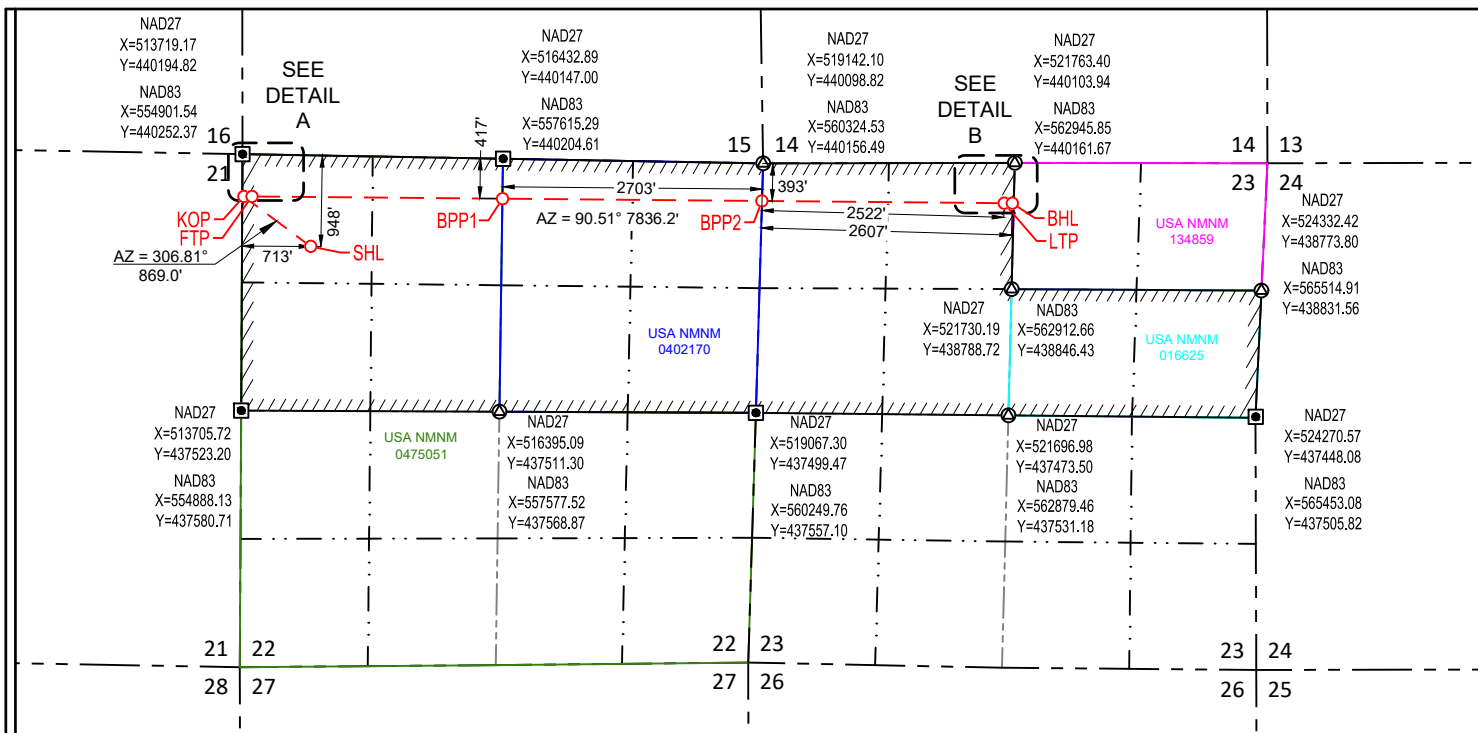 NAD27
X=513719.17
Y=440194.82
NAD83
X=554901.54
Y=440252.37
SEE
DETAIL
A
NAD27
X=516432.89
Y=440147.00
NAD83
X=557615.29
Y=440204.61
NAD27
X=519142.10
Y=440098.82
NAD83
X=560324.53
Y=440156.49
SEE
DETAIL
B
NAD27
X=521763.40
Y=440103.94
NAD83
X=562945.85
Y=440161.67
16
21
15
14
14
13
23
24
417'
2703'
393'
948'
713'
KOP
FTP
SHL
AZ = 306.81°
869.0'
BPP1
AZ = 90.51° 7836.2'
BPP2
2522'
2607'
BHL
LTP
USA NMNM
134859
NAD27
X=524332.42
Y=438773.80
NAD83
X=565514.91
Y=438831.56
USA NMNM
0402170
NAD27
X=521730.19
Y=438788.72
NAD83
X=562912.66
Y=438846.43
USA NMNM
016625
NAD27
X=513705.72
Y=437523.20
NAD83
X=554888.13
Y=437580.71
USA NMNM
0475051
NAD27
X=516395.09
Y=437511.30
NAD83
X=557577.52
Y=437568.87
NAD27
X=519067.30
Y=437499.47
NAD83
X=560249.76
Y=437557.10
NAD27
X=521696.98
Y=437473.50
NAD83
X=562879.46
Y=437531.18
NAD27
X=524270.57
Y=437448.08
NAD83
X=565453.08
Y=437505.82
21
22
28
27
22
23
27
26
23
24
26
25